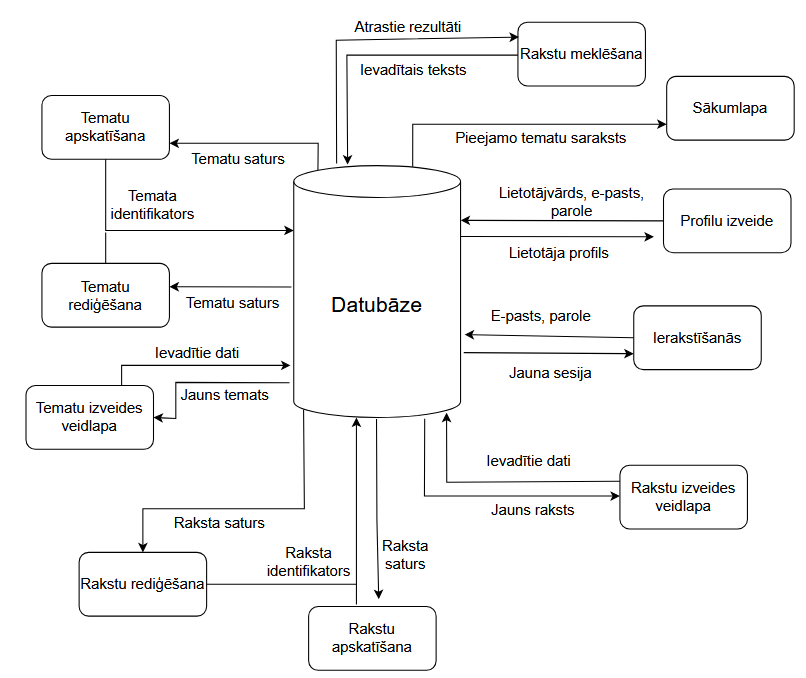 Atrastie rezultāti
Rakstu meklēšana
Ievadītais teksts
Sākumlapa
Pieejamo tematu saraksts
Tematu
apskatīšana
Tematu saturs
Temata
identifikators
Lietotājvārds, e-pasts,
parole
Profilu izveide
Lietotāja profils
Tematu
rediģēšana
Tematu saturs
Datubāze
E-pasts, parole
Ierakstīšanās
Jauna sesija
Ievadītie dati
Jauns temats
Tematu izveides
veidlapa
Ievadītie dati
Rakstu izveides
veidlapa
Jauns raksts
Raksta saturs
Rakstu rediģēšana
Raksta
identifikators
Raksta
saturs
Rakstu
apskatīšana